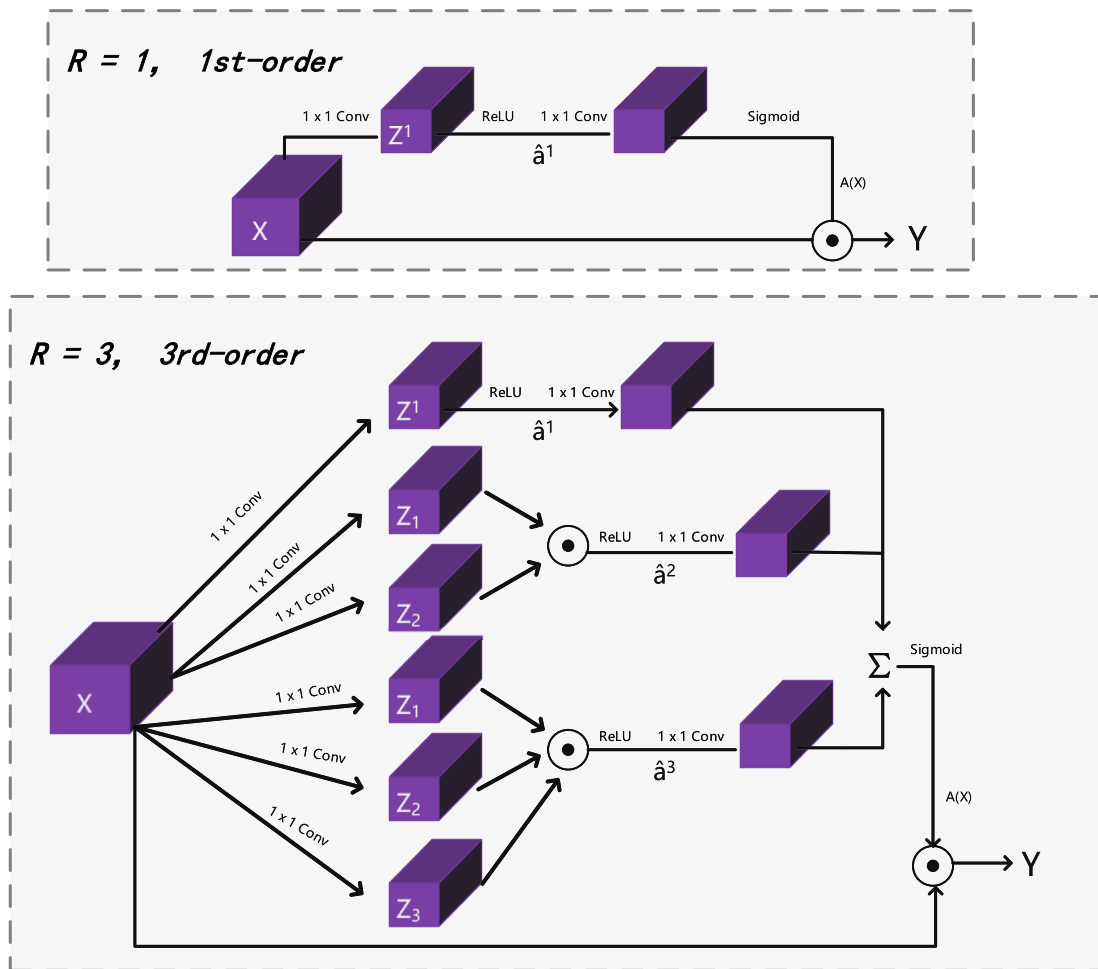 R = 1, 1st-order
1 x 1 Conv
Z¹
ReLU
1 x 1 Conv
â¹
Sigmoid
X
A(X)
Y
R = 3, 3rd-order
Z¹
ReLU
1 x 1 Conv
â¹
1 x 1 Conv
Z₁
1 x 1 Conv
ReLU
1 x 1 Conv
â²
1 x 1 Conv
Z₂
X
Σ
Sigmoid
1 x 1 Conv
Z₁
ReLU
1 x 1 Conv
â³
1 x 1 Conv
Z₂
A(X)
1 x 1 Conv
Z₃
Y